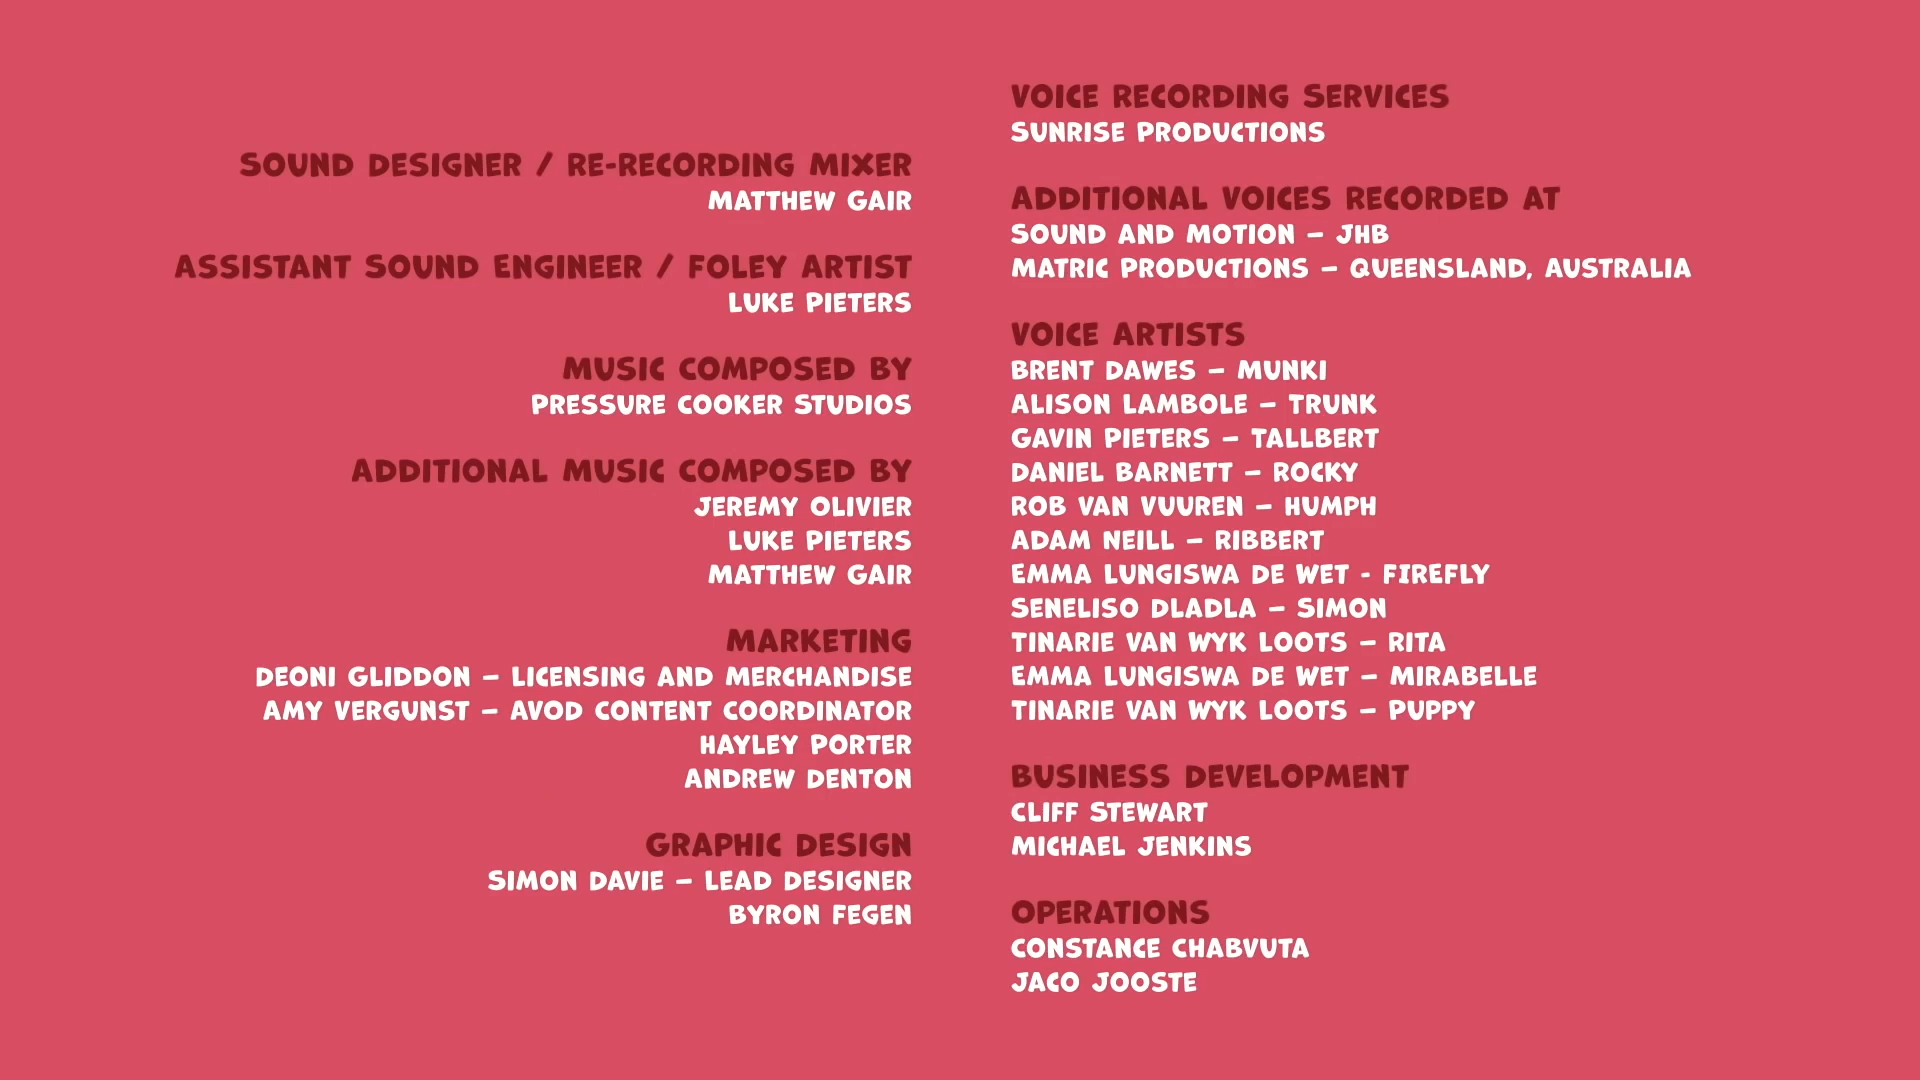 SOUND DESIGNER / RE-RECORDING MIXER
MATTHEW GAIR
ASSISTANT SOUND ENGINEER / FOLEY ARTIST
LUKE PIETERS
MUSIC COMPOSED BY
PRESSURE COOKER STUDIOS
ADDITIONAL MUSIC COMPOSED BY
JEREMY OLIVIER
LUKE PIETERS
MATTHEW GAIR
MARKETING
DEONI GLIDDON – LICENSING AND MERCHANDISE
AMY VERGUNST – AVOD CONTENT COORDINATOR
HAYLEY PORTER
ANDREW DENTON
GRAPHIC DESIGN
SIMON DAVIE – LEAD DESIGNER
BYRON FEGEN
VOICE RECORDING SERVICES
SUNRISE PRODUCTIONS
ADDITIONAL VOICES RECORDED AT
SOUND AND MOTION – JHB
MATRIC PRODUCTIONS – QUEENSLAND, AUSTRALIA
VOICE ARTISTS
BRENT DAWES – MUNKI
ALISON LAMBOLE – TRUNK
GAVIN PIETERS – TALLBERT
DANIEL BARNETT – ROCKY
ROB VAN VUUREN – HUMPH
ADAM NEILL – RIBBERT
EMMA LUNGISWA DE WET - FIREFLY
SENELISO DLADLA – SIMON
TINARIE VAN WYK LOOTS – RITA
EMMA LUNGISWA DE WET – MIRABELLE
TINARIE VAN WYK LOOTS – PUPPY
BUSINESS DEVELOPMENT
CLIFF STEWART
MICHAEL JENKINS
OPERATIONS
CONSTANCE CHABVUTA
JACO JOOSTE